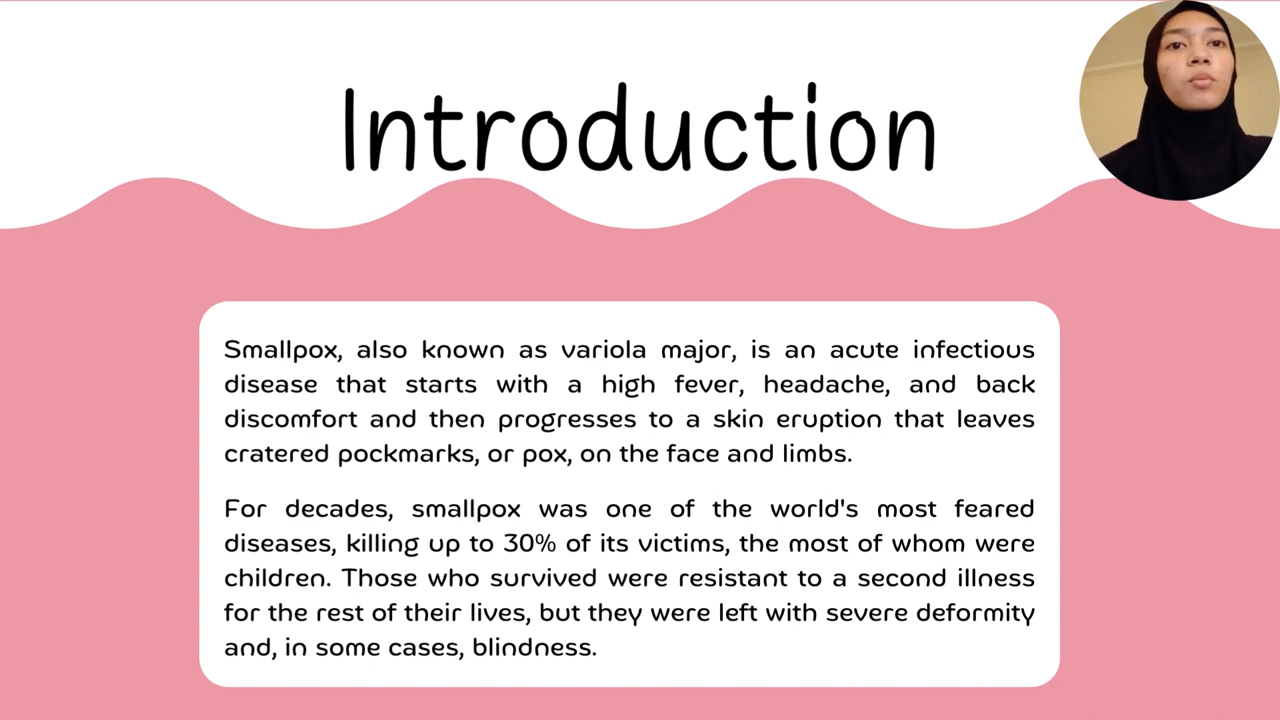 Introduction
Smallpox, also known as variola major, is an acute infectious
disease that starts with a high fever, headache, and back
discomfort and then progresses to a skin eruption that leaves
cratered pockmarks, or pox, on the face and limbs.
For decades, smallpox was one of the world's most feared
diseases, killing up to 30% of its victims, the most of whom were
children. Those who survived were resistant to a second illness
for the rest of their lives, but they were left with severe deformity
and, in some cases, blindness.